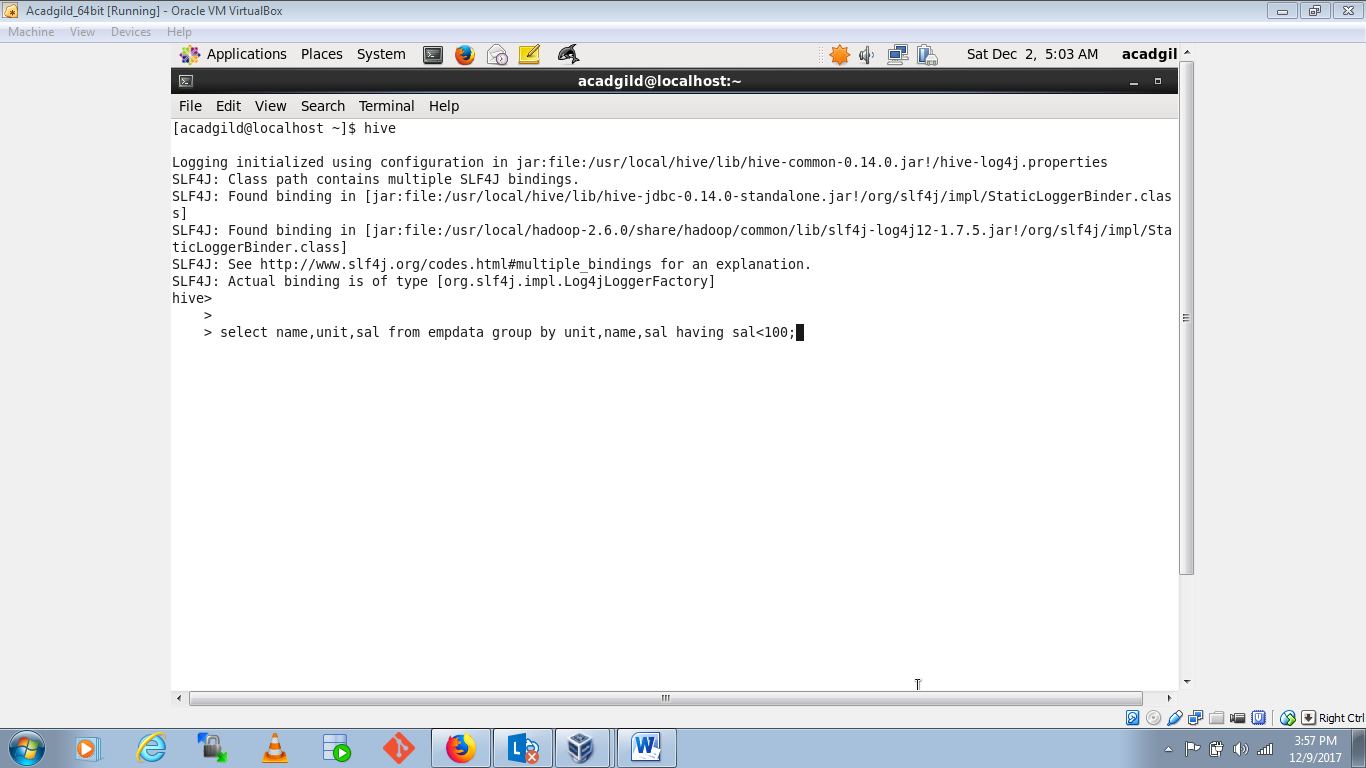 Acadgild_64bit [Running] - Oracle VM VirtualBox
Machine View Devices Help
Applications Places System Sat Dec 2, 5:03 AM acadgil
acadgild@localhost:~
File Edit View Search Terminal Help
[acadgild@localhost ~]$ hive
Logging initialized using configuration in jar:file:/usr/local/hive/lib/hive-common-0.14.0.jar!/hive-log4j.properties
SLF4J: Class path contains multiple SLF4J bindings.
SLF4J: Found binding in [jar:file:/usr/local/hive/lib/hive-jdbc-0.14.0-standalone.jar!/org/slf4j/impl/StaticLoggerBinder.clas
s]
SLF4J: Found binding in [jar:file:/usr/local/hadoop-2.6.0/share/hadoop/common/lib/slf4j-log4j12-1.7.5.jar!/org/slf4j/impl/Sta
ticLoggerBinder.class]
SLF4J: See http://www.slf4j.org/codes.html#multiple_bindings for an explanation.
SLF4J: Actual binding is of type [org.slf4j.impl.Log4jLoggerFactory]
hive>
>
> select name,unit,sal from empdata group by unit,name,sal having sal<100;
Right Ctrl
3:57 PM
12/9/2017